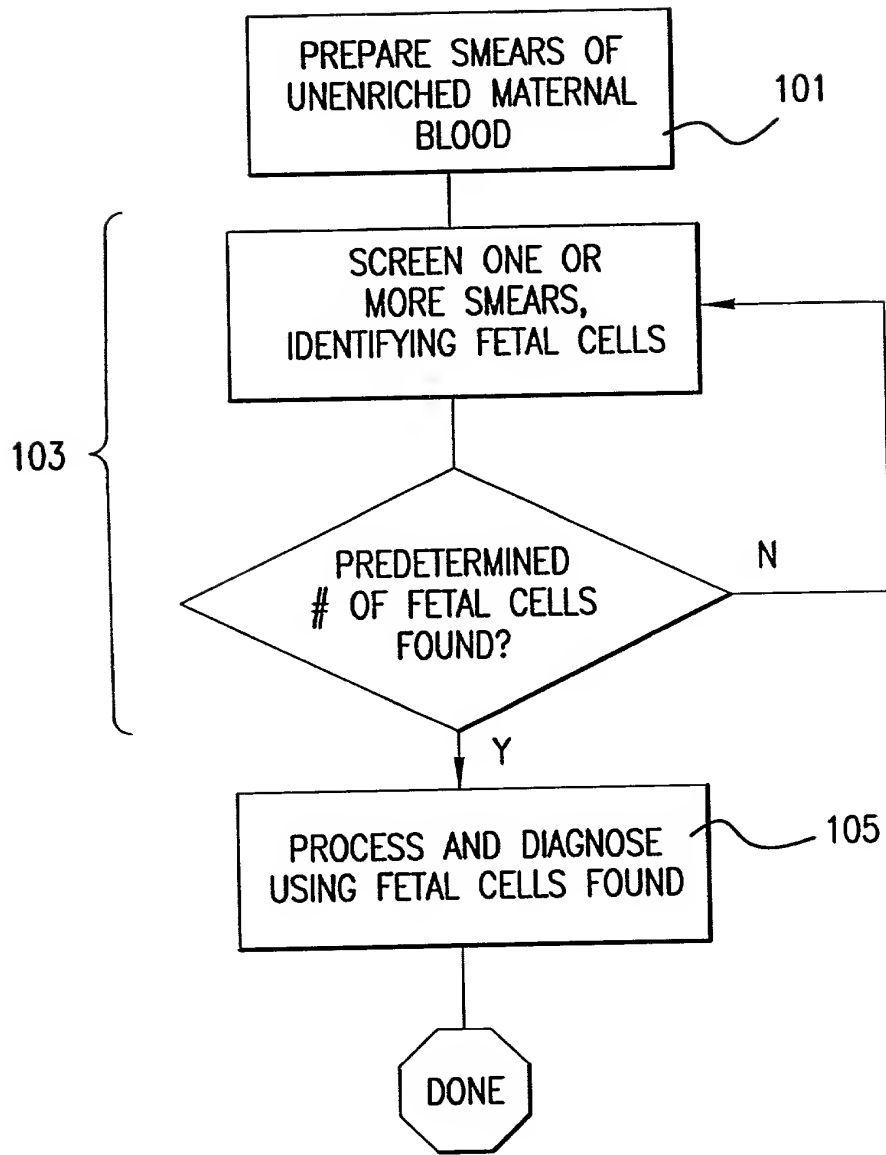 PREPARE SMEARS OF
UNENRICHED MATERNAL
BLOOD
101
SCREEN ONE OR
MORE SMEARS,
IDENTIFYING FETAL CELLS
103
PREDETERMINED
# OF FETAL CELLS
FOUND?
N
Y
PROCESS AND DIAGNOSE
USING FETAL CELLS FOUND
105
DONE